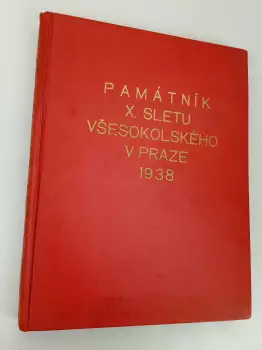 PAMÁTNÍK
X. SLETU
VŠESOKOLSKÉHO
V PRAZE
1938